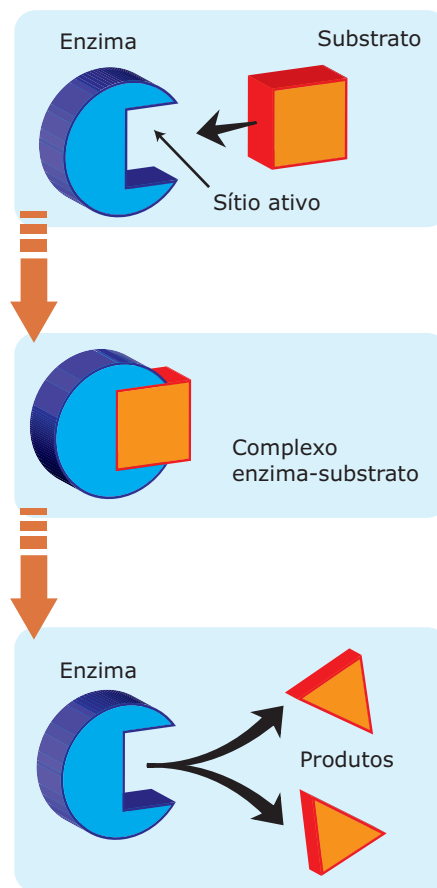 Enzima
Substrato
Sítio ativo
Complexo
enzima-substrato
Enzima
Produtos